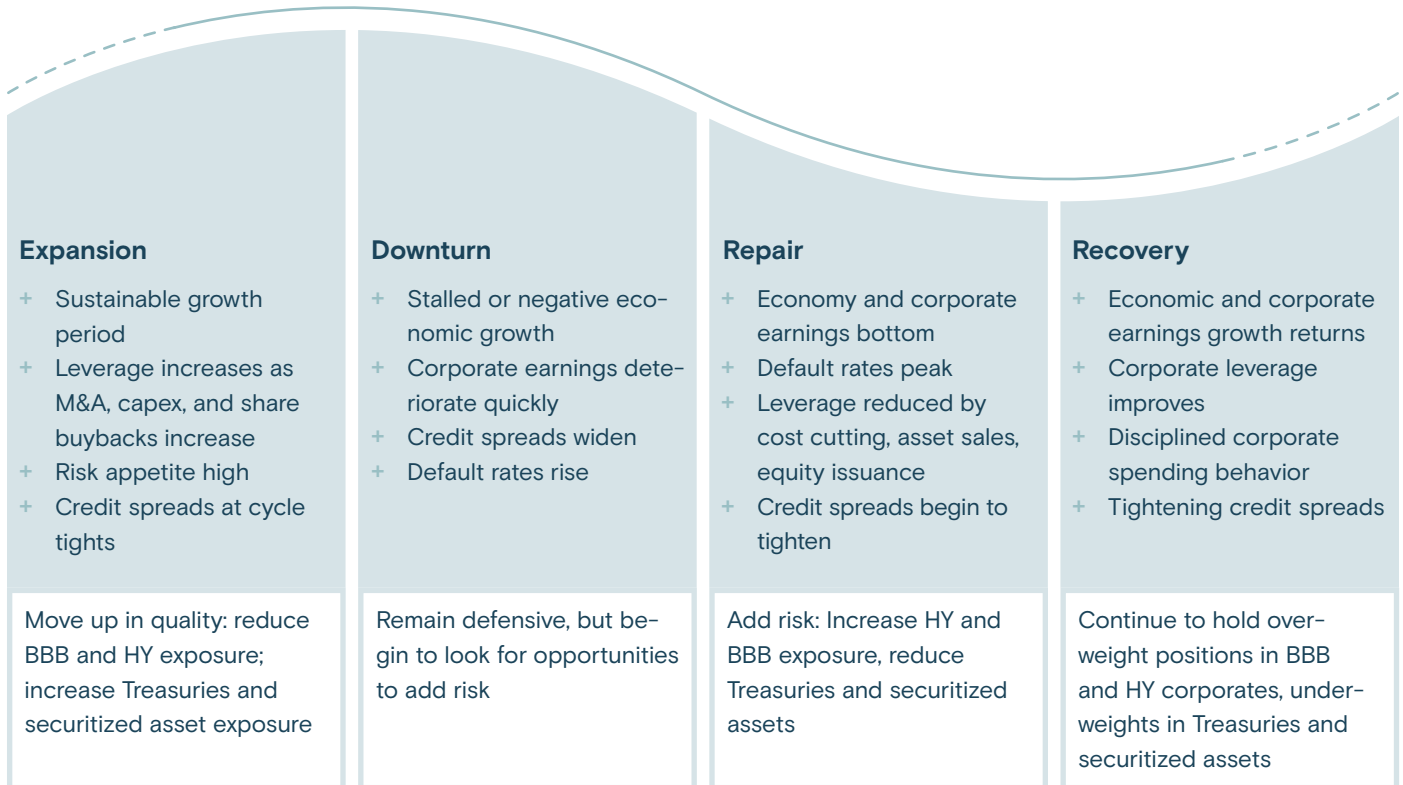 Expansion
+ Sustainable growth
period
+ Leverage increases as
M&A, capex, and share
buybacks increase
+ Risk appetite high
+ Credit spreads at cycle
tights
Move up in quality: reduce
BBB and HY exposure;
increase Treasuries and
securitized asset exposure
Downturn
+ Stalled or negative eco-
nomic growth
+ Corporate earnings dete-
riorate quickly
+ Credit spreads widen
+ Default rates rise
Remain defensive, but be-
gin to look for opportunities
to add risk
Repair
+ Economy and corporate
earnings bottom
+ Default rates peak
+ Leverage reduced by
cost cutting, asset sales,
equity issuance
+ Credit spreads begin to
tighten
Add risk: Increase HY and
BBB exposure, reduce
Treasuries and securitized
assets
Recovery
+ Economic and corporate
earnings growth returns
+ Corporate leverage
improves
+ Disciplined corporate
spending behavior
+ Tightening credit spreads
Continue to hold over-
weight positions in BBB
and HY corporates, under-
weights in Treasuries and
securitized assets